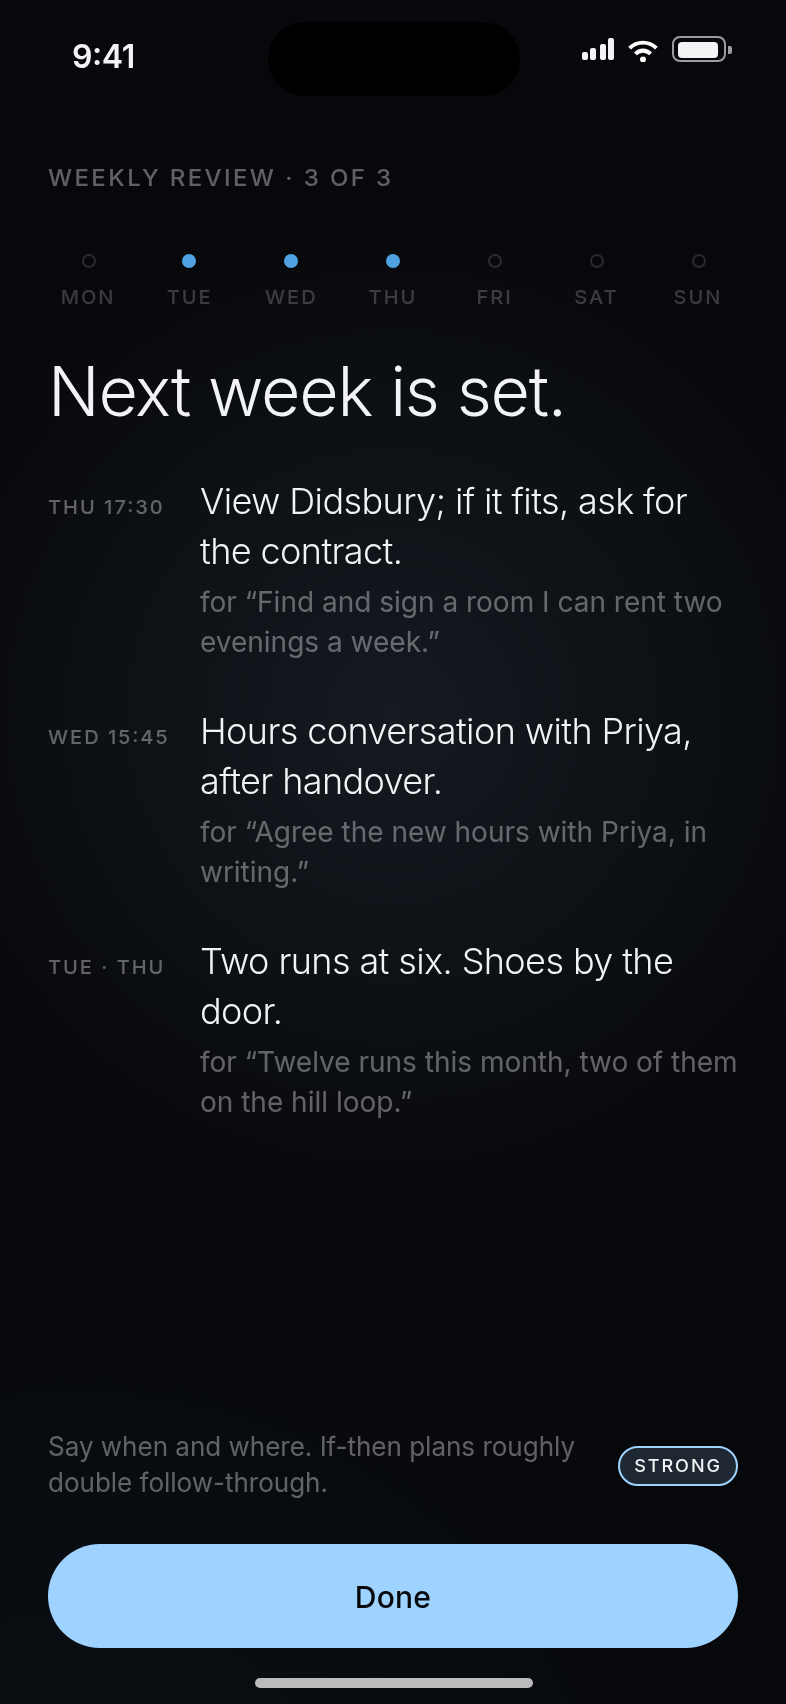 9:41
WEEKLY REVIEW · 3 OF 3
MON TUE WED THU FRI SAT SUN
Next week is set.
THU 17:30 View Didsbury; if it fits, ask for
the contract.
for “Find and sign a room I can rent two
evenings a week.”
WED 15:45 Hours conversation with Priya,
after handover.
for “Agree the new hours with Priya, in
writing.”
TUE · THU Two runs at six. Shoes by the
door.
for “Twelve runs this month, two of them
on the hill loop.”
Say when and where. If-then plans roughly
double follow-through.
STRONG
Done